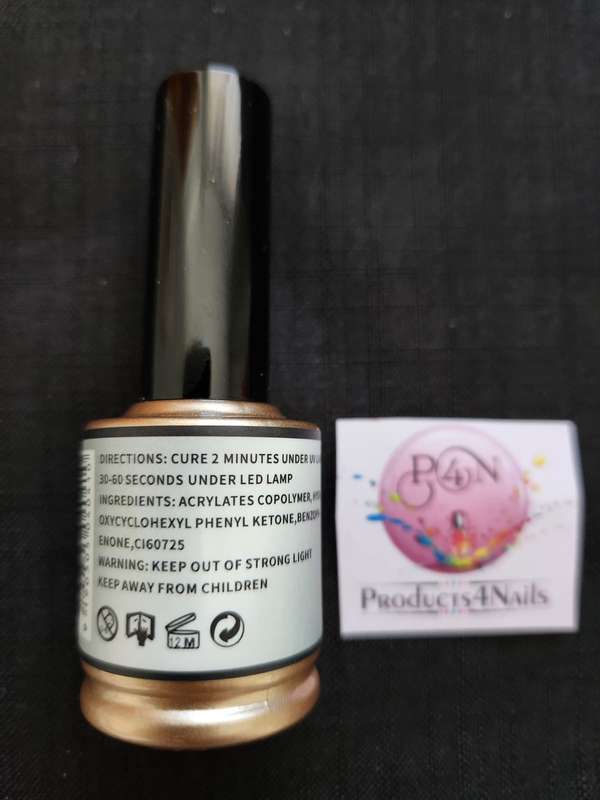 DIRECTIONS: CURE 2 MINUTES UNDER UV
30-60 SECONDS UNDER LED LAMP
INGREDIENTS: ACRYLATES COPOLYMER,
OXYCYCLOHEXYL PHENYL KETONE,BENZOPH
ENONE,CI60725
WARNING: KEEP OUT OF STRONG LIGHT
KEEP AWAY FROM CHILDREN
12M
P4N
PRODUCTS4NAILS